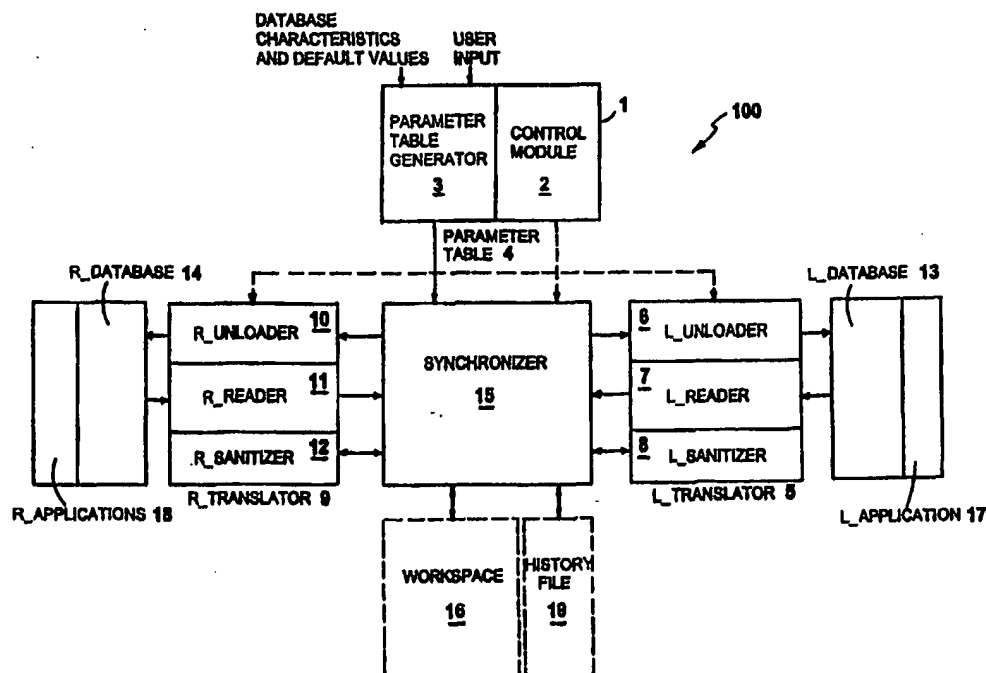 DATABASE
CHARACTERISTICS
AND DEFAULT VALUES
USER
INPUT
PARAMETER
TABLE
GENERATOR
3
CONTROL
MODULE
2
1
100
PARAMETER
TABLE 4
R_DATABASE 14
L_DATABASE 13
R_UNLOADER 10
R_READER 11
R_SANITIZER 12
R_TRANSLATOR 9
R_APPLICATIONS 18
SYNCHRONIZER
15
6 L_UNLOADER
7 L_READER
8 L_SANITIZER
L_TRANSLATOR 5
L_APPLICATION 17
WORKSPACE
16
HISTORY
FILE
19